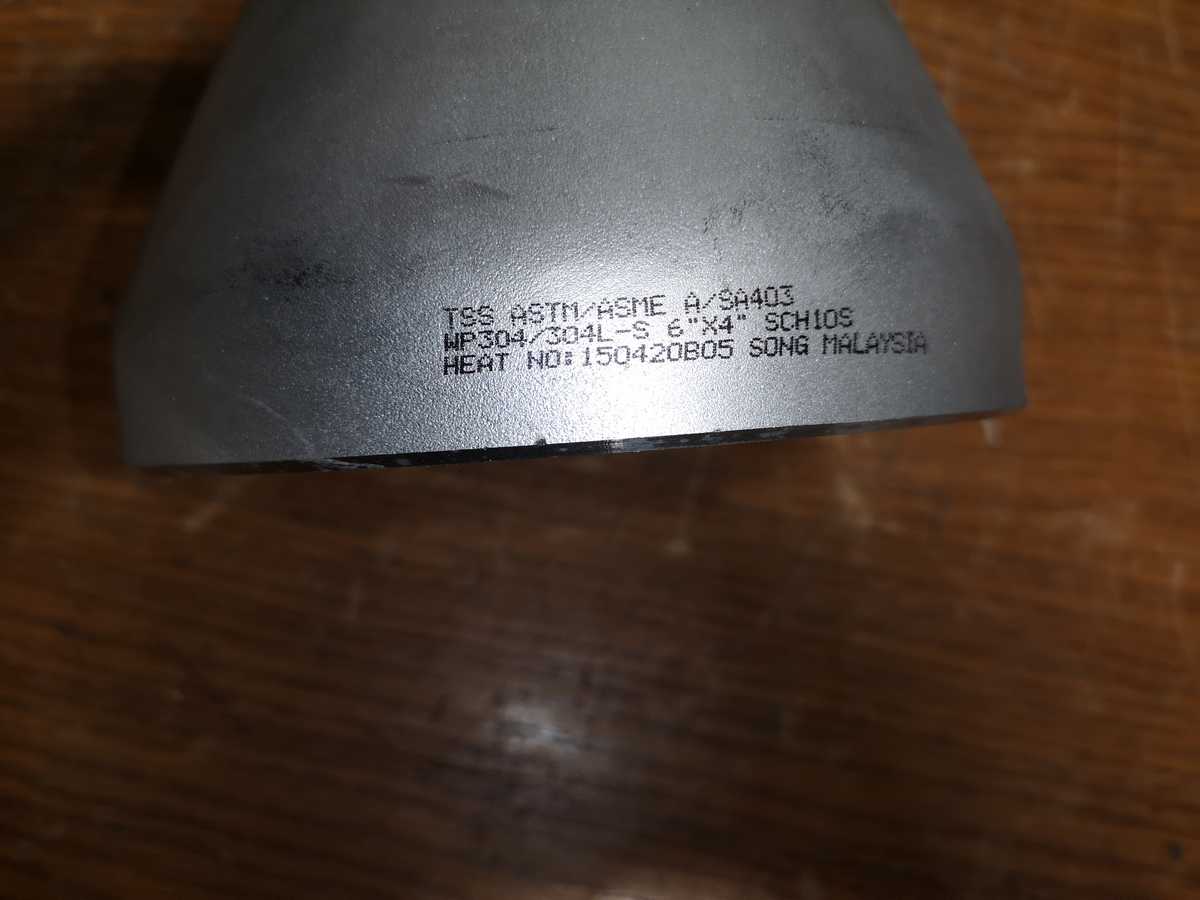 TSS ASTM/ASME A/SA403
WP304/304L-S 6"X4" SCH10S
HEAT NO:150420B05 SONG MALAYSIA